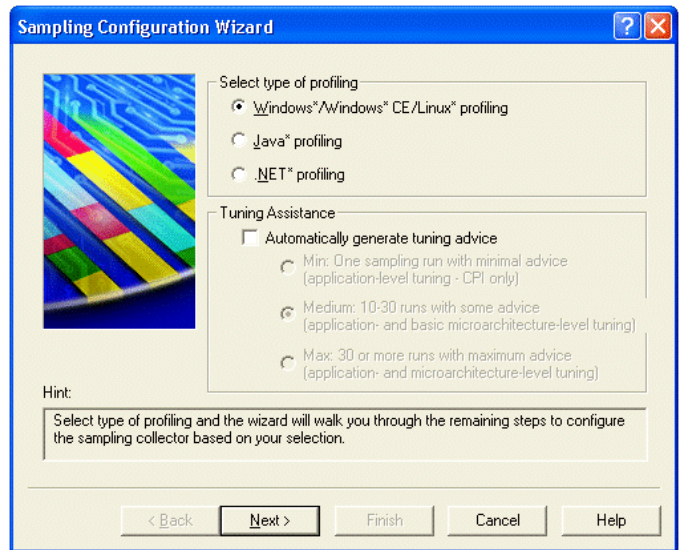 Sampling Configuration Wizard
Select type of profiling
Windows*/Windows* CE/Linux* profiling
Java* profiling
.NET* profiling
Tuning Assistance
Automatically generate tuning advice
Min: One sampling run with minimal advice
(application-level tuning - CPI only)
Medium: 10-30 runs with some advice
(application- and basic microarchitecture-level tuning)
Max: 30 or more runs with maximum advice
(application- and microarchitecture-level tuning)
Hint:
Select type of profiling and the wizard will walk you through the remaining steps to configure
the sampling collector based on your selection.
< Back
Next >
Finish
Cancel
Help